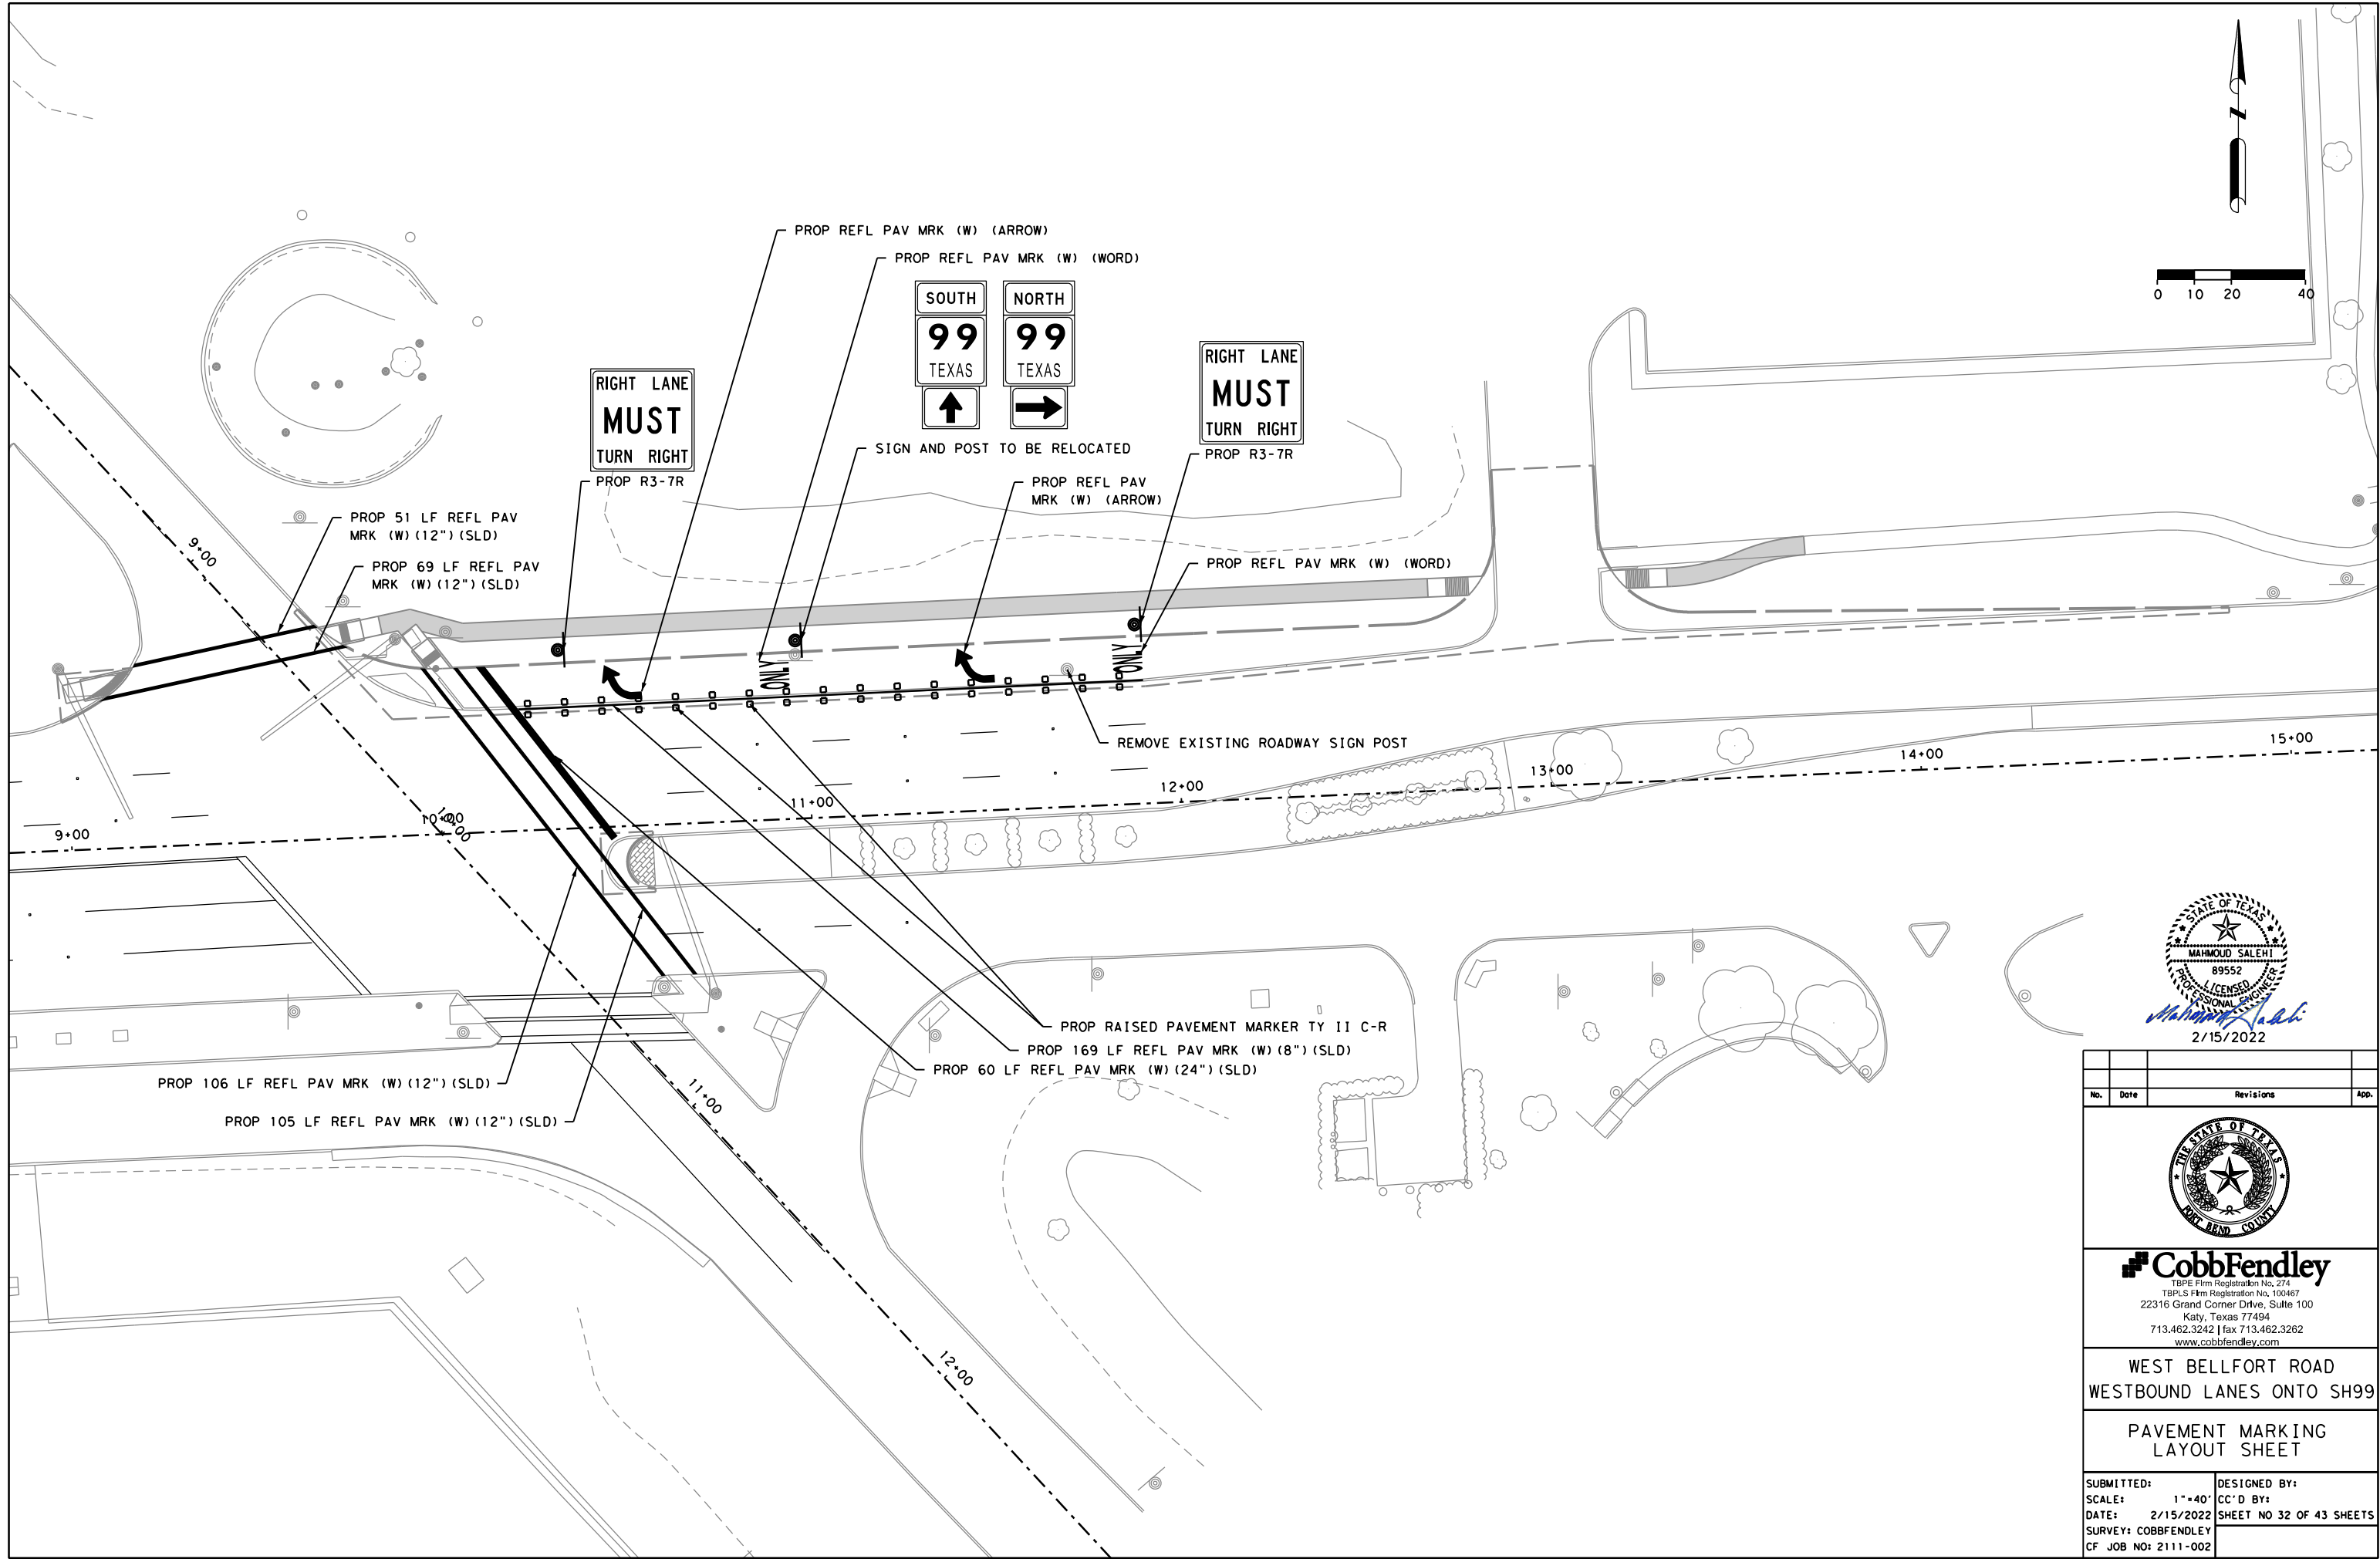 PROP REFL PAV MRK (W) (ARROW)
PROP REFL PAV MRK (W) (WORD)
SOUTH
99
TEXAS
NORTH
99
TEXAS
RIGHT LANE
MUST
TURN RIGHT
PROP R3-7R
RIGHT LANE
MUST
TURN RIGHT
PROP R3-7R
SIGN AND POST TO BE RELOCATED
PROP REFL PAV
MRK (W) (ARROW)
PROP REFL PAV MRK (W) (WORD)
0 10 20 40
PROP 51 LF REFL PAV
MRK (W) (12") (SLD)
PROP 69 LF REFL PAV
MRK (W) (12") (SLD)
9+00
ONLY
ONLY
REMOVE EXISTING ROADWAY SIGN POST
9+00
10+00
10+00
11+00
12+00
13+00
14+00
15+00
11+00
12+00
PROP RAISED PAVEMENT MARKER TY II C-R
PROP 169 LF REFL PAV MRK (W) (8") (SLD)
PROP 60 LF REFL PAV MRK (W) (24") (SLD)
PROP 106 LF REFL PAV MRK (W) (12") (SLD)
PROP 105 LF REFL PAV MRK (W) (12") (SLD)
STATE OF TEXAS
MAHMOUD SALEHI
89552
LICENSED
PROFESSIONAL ENGINEER
Mahmoud Salehi
2/15/2022
No. Date Revisions App.
THE STATE OF TEXAS
FORT BEND COUNTY
CobbFendley
TBPE Firm Registration No. 274
TBPLS Firm Registration No. 100467
22316 Grand Corner Drive, Suite 100
Katy, Texas 77494
713.462.3242 | fax 713.462.3262
www.cobbfendley.com
WEST BELLFORT ROAD
WESTBOUND LANES ONTO SH99
PAVEMENT MARKING
LAYOUT SHEET
SUBMITTED: DESIGNED BY:
SCALE: 1"=40' CC'D BY:
DATE: 2/15/2022 SHEET NO 32 OF 43 SHEETS
SURVEY: COBBFENDLEY
CF JOB NO: 2111-002